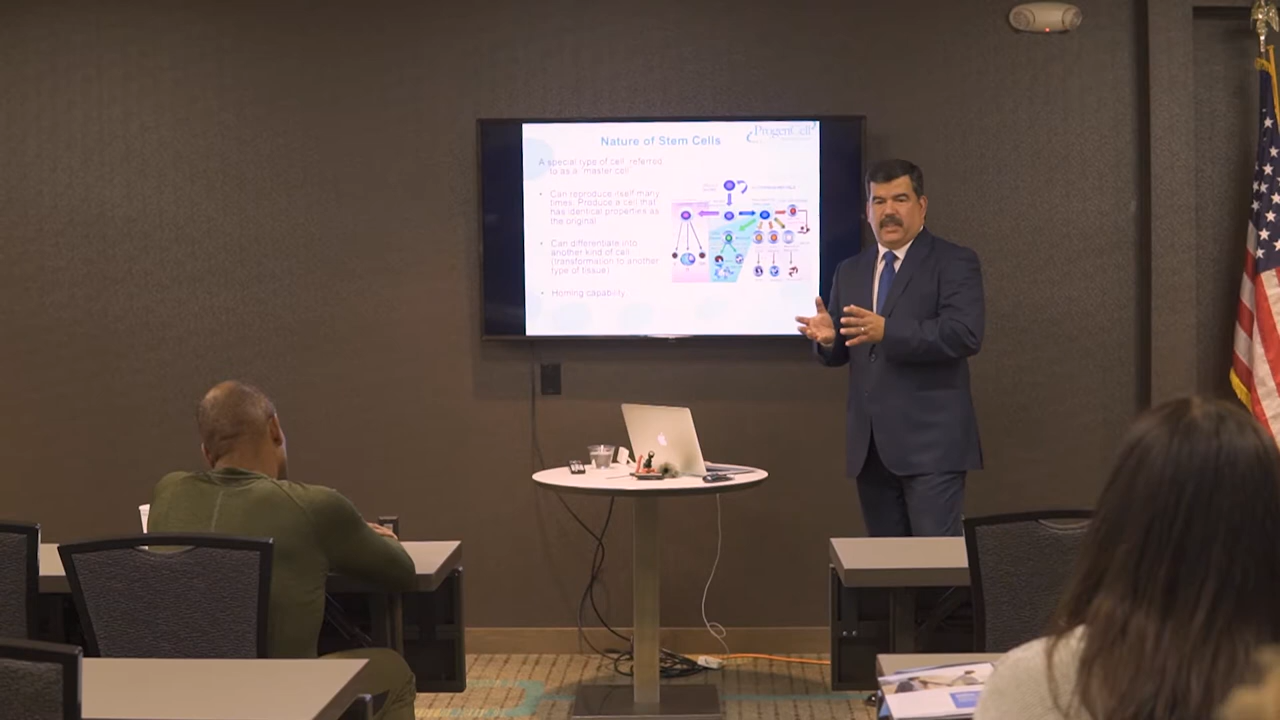 Nature of Stem Cells
ProgenCell
A special type of cell, referred
to as a "master cell"
• Can reproduce itself many
times. Produce a cell that
has identical properties as
the original
• Can differentiate into
another kind of cell
(transformation to another
type of tissue)
• Homing capability